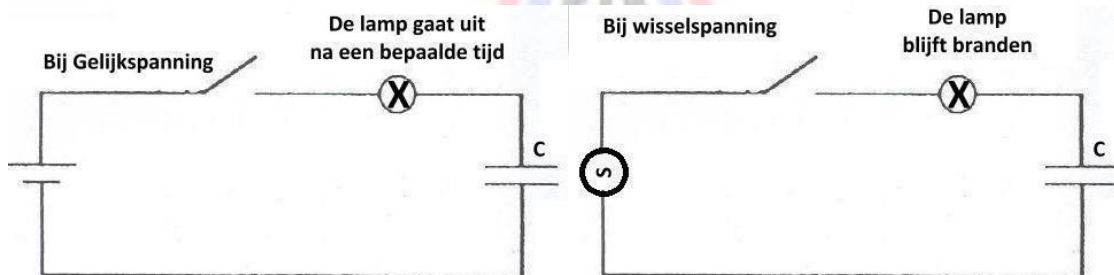 Bij Gelijkspanning
De lamp gaat uit
na een bepaalde tijd
X
C
Bij wisselspanning
De lamp
blijft branden
X
C
S